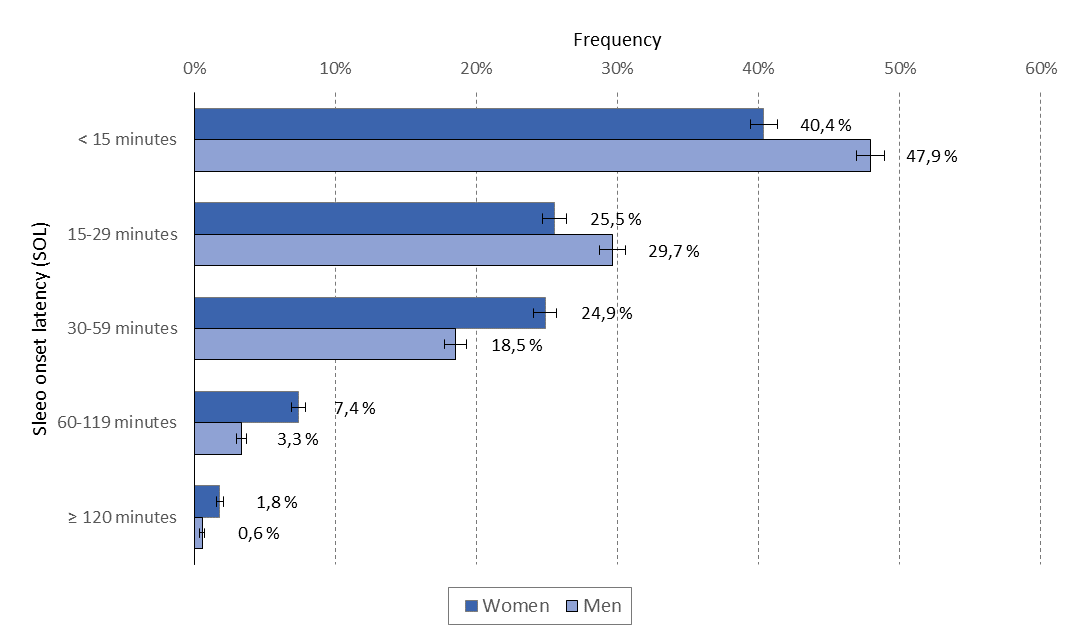 Frequency
0% 10% 20% 30% 40% 50% 60%
Sleeo onset latency (SOL)
< 15 minutes
40,4 %
47,9 %
15-29 minutes
25,5 %
29,7 %
30-59 minutes
24,9 %
18,5 %
60-119 minutes
7,4 %
3,3 %
≥ 120 minutes
1,8 %
0,6 %
Women Men